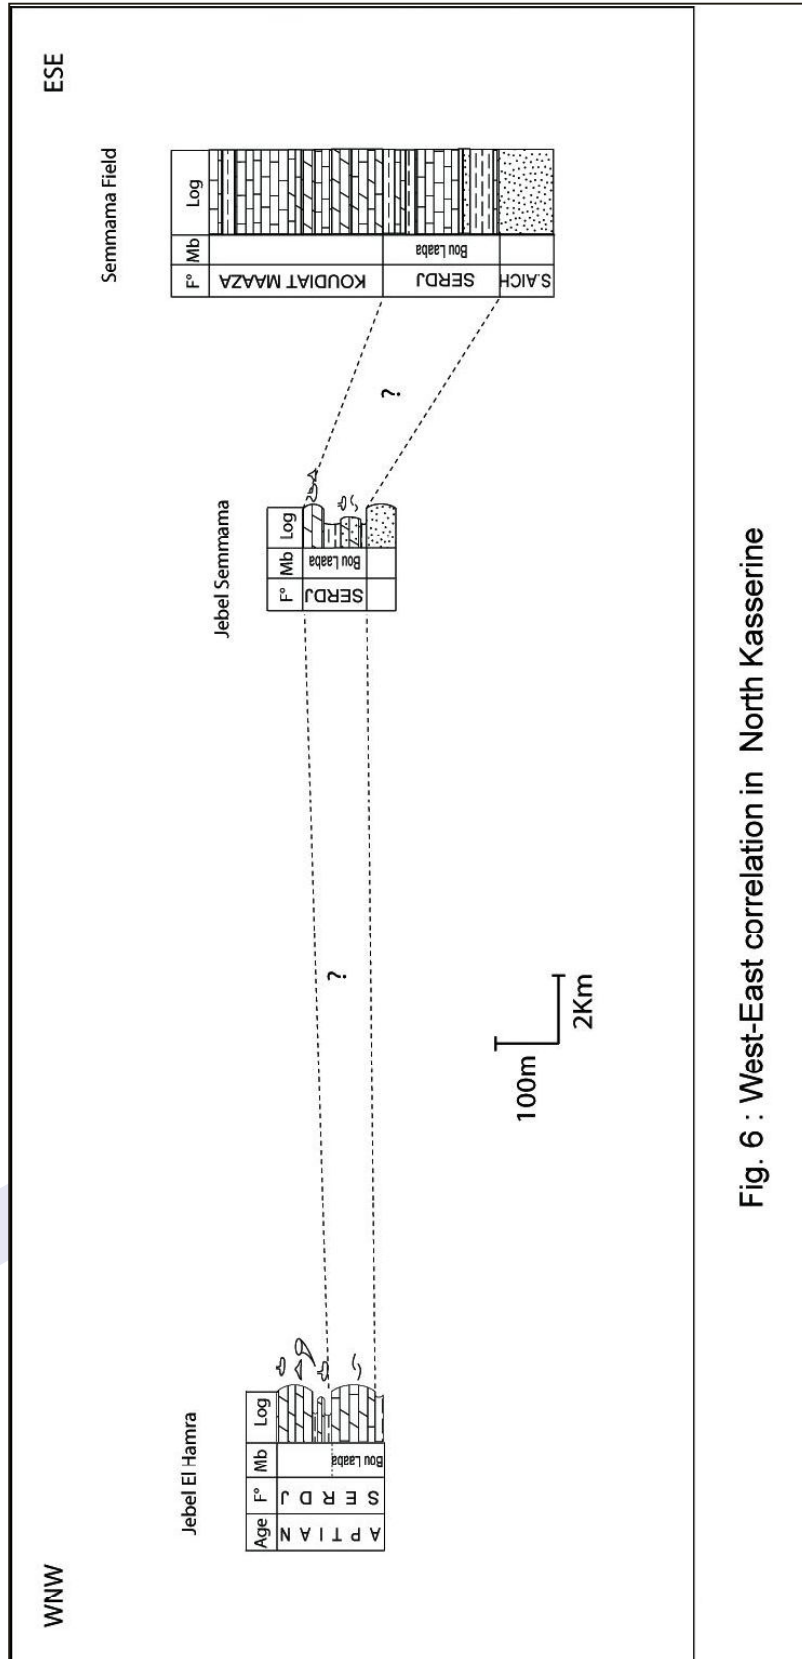 WNW
ESE
Jebel El Hamra
Age F° Mb Log
APTIAN
SERDJ
Bou Laaba
?
Jebel Semmama
F° Mb Log
SERDJ
Bou Laaba
?
Semmama Field
F° Mb Log
KOUDIAT MAAZA
SERDJ
Bou Laaba
S.AICH
100m
2Km
Fig. 6 : West-East correlation in North Kasserine